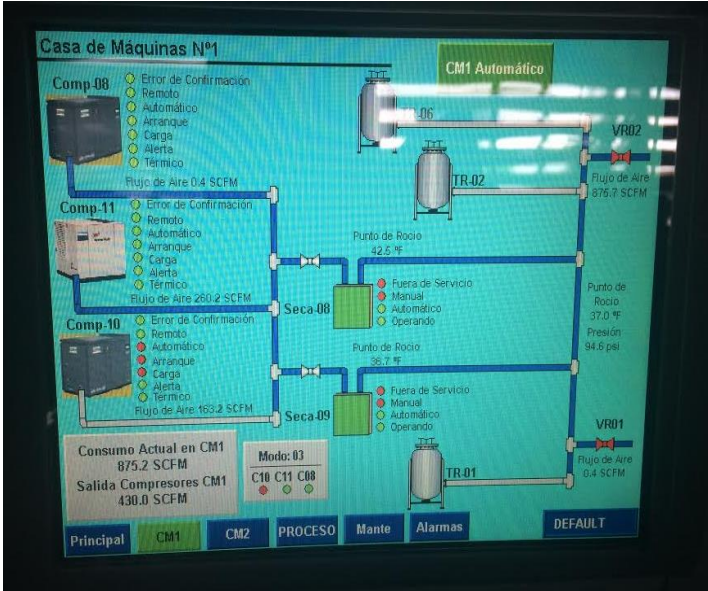 Casa de Máquinas Nº1
CM1 Automático
Comp-08
Error de Confirmación
Remoto
Automático
Arranque
Carga
Alerta
Térmico
Flujo de Aire 0.4 SCFM
-06
TR-02
VR02
Flujo de Aire
875.7 SCFM
Comp-11
Error de Confirmación
Remoto
Automático
Arranque
Carga
Alerta
Térmico
Flujo de Aire 260.2 SCFM
Punto de Rocio
42.5 ºF
Seca-08
Fuera de Servicio
Manual
Automático
Operando
Punto de
Rocio
37.0 ºF
Presión
94.6 psi
Comp-10
Error de Confirmación
Remoto
Automático
Arranque
Carga
Alerta
Térmico
Flujo de Aire 163.2 SCFM
Punto de Rocio
36.7 ºF
Seca-09
Fuera de Servicio
Manual
Automático
Operando
VR01
Flujo de Aire
0.4 SCFM
TR-01
Consumo Actual en CM1
875.2 SCFM
Salida Compresores CM1
430.0 SCFM
Modo: 03
C10 C11 C08
Principal
CM1
CM2
PROCESO
Mante
Alarmas
DEFAULT